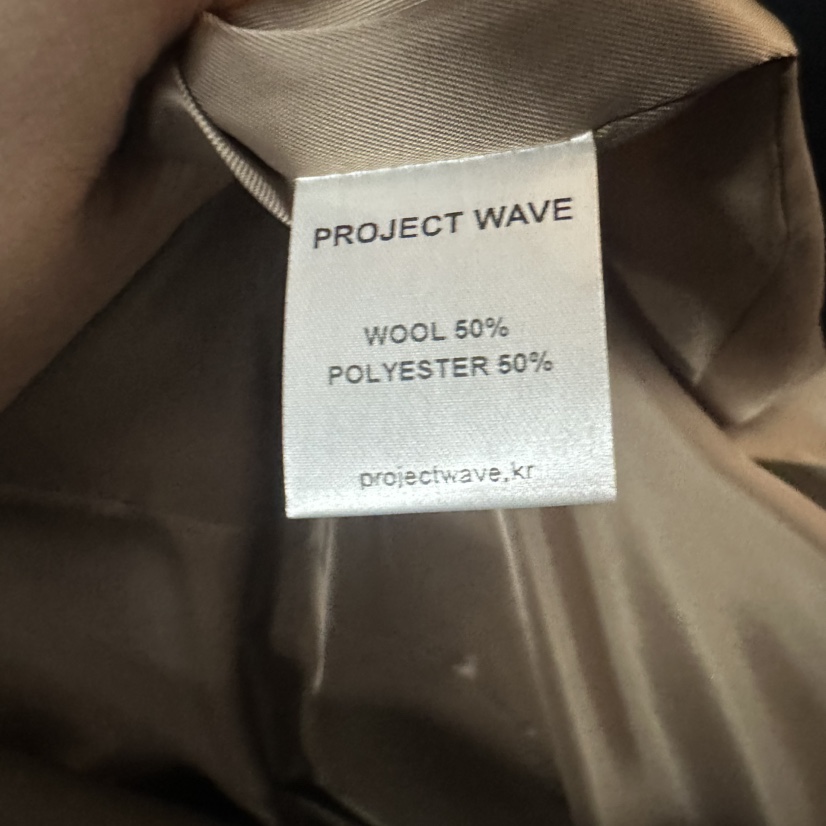 PROJECT WAVE
WOOL 50%
POLYESTER 50%
projectwave.kr